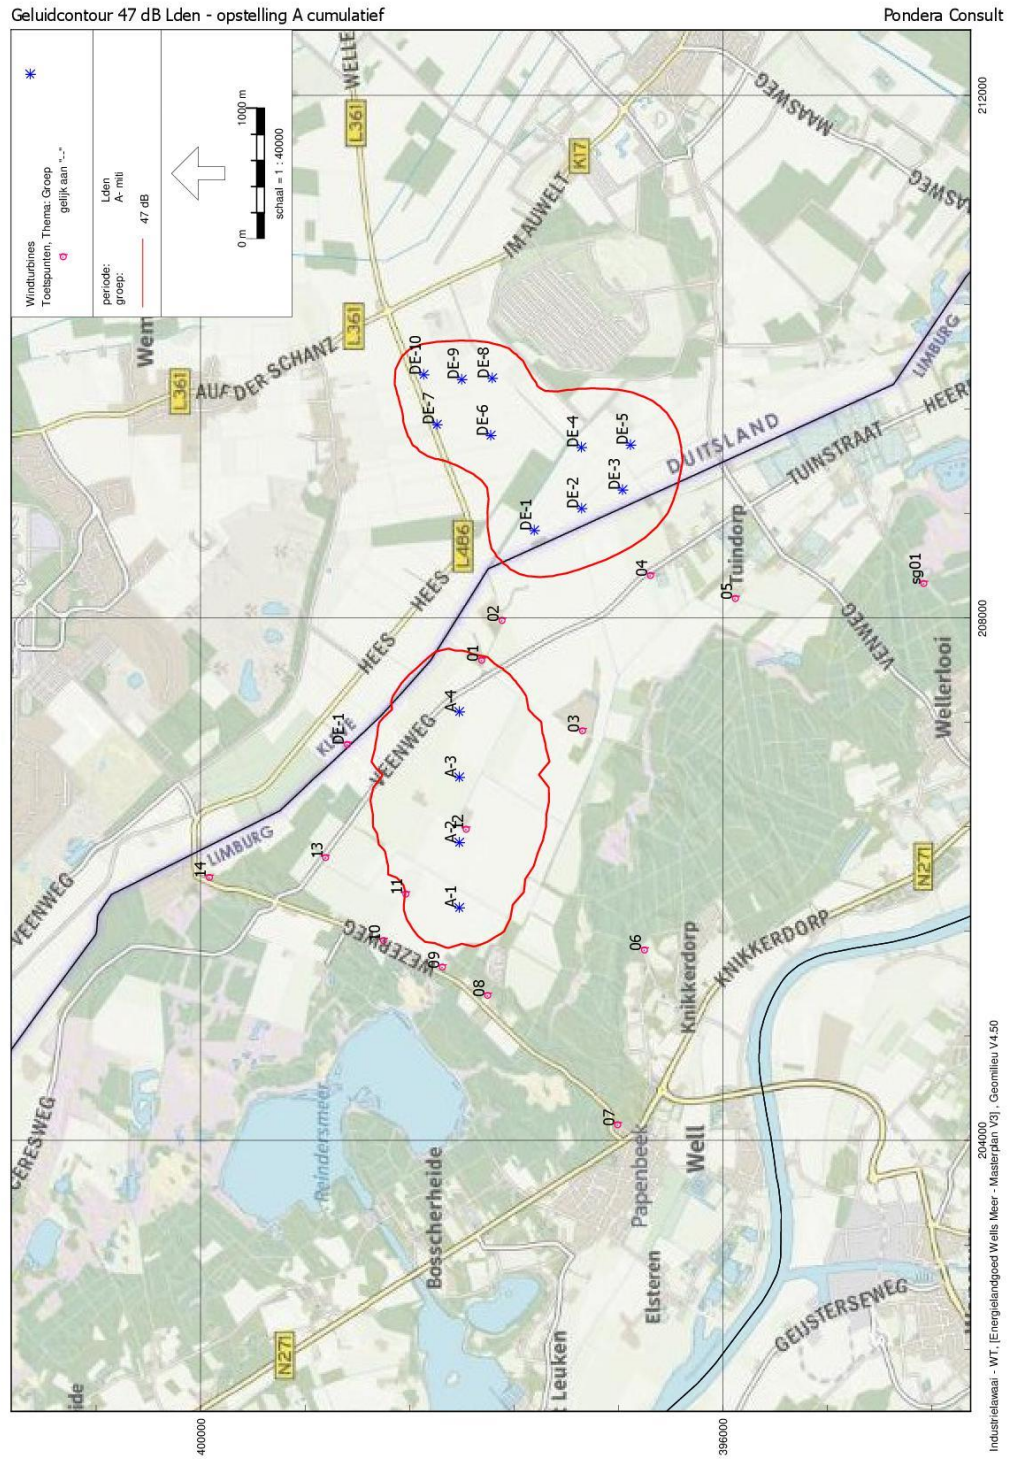 Geluidcontour 47 dB Lden - opstelling A cumulatief
Pondera Consult
Windturbines
Toetspunten, Thema: Groep
gelijk aan "--"
periode: Lden
groep: A- miti
47 dB
0 m 1000 m
schaal = 1 : 40000
WELLE
L361
K17
MAASWEG
MAASWEG
IM AUWELT
L361
L361
AUF DER SCHANZ
Wem
DE-10
DE-9
DE-8
DE-7
DE-6
DE-4
DE-5
DE-3
DE-2
DE-1
DUITSLAND
LIMBURG
HEER
TUINSTRAAT
L486
HEES
HEES
04
05
Tuindorp
sg01
02
01
03
VENWEG
Wellerlooi
DE-1
KLEVE
VEENWEG
A-4
A-3
A-2
12
A-1
11
13
14
LIMBURG
VEENWEG
10
WEZERWEG
09
08
06
Knikkerdorp
KNIKKERDORP
N271
07
Papenbeek
Well
Reindersmeer
CERESWEG
Bosscherheide
Elsteren
GEIJSTERSEWEG
N271
Leuken
ide
212000
208000
204000
400000
396000
Industrielawaai - WT, [Energielandgoed Wells Meer - Masterplan V3] , Geomilieu V4.50